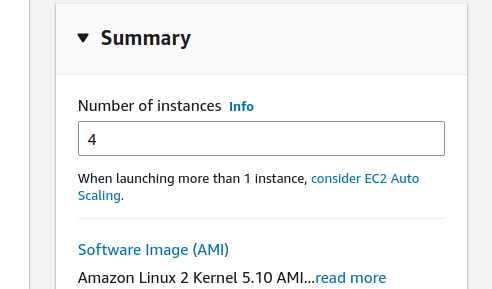 Summary
Number of instances Info
4
When launching more than 1 instance, consider EC2 Auto
Scaling.
Software Image (AMI)
Amazon Linux 2 Kernel 5.10 AMI...read more